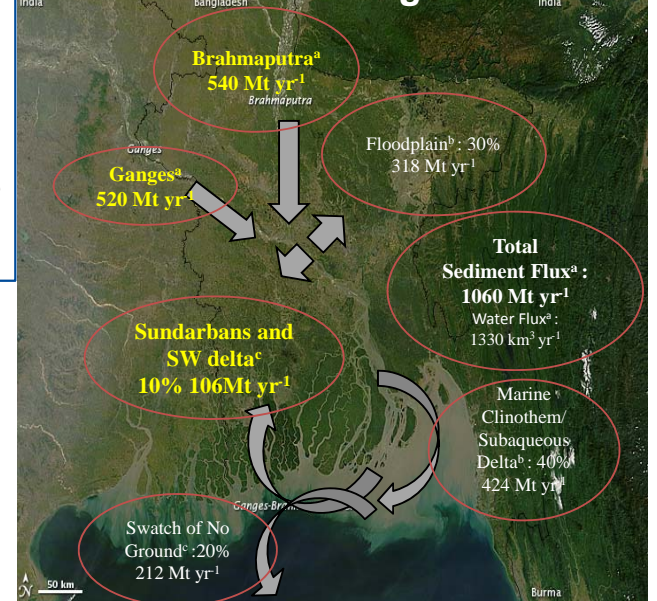 India
Bangladesh
India
Brahmaputraᵃ
540 Mt yr⁻¹
Brahmaputra
Floodplainᵇ: 30%
318 Mt yr⁻¹
Ganges
Gangesᵃ
520 Mt yr⁻¹
Total
Sediment Fluxᵃ:
1060 Mt yr⁻¹
Water Fluxᵃ:
1330 km³ yr⁻¹
Sundarbans and
SW deltaᶜ
10% 106Mt yr⁻¹
Marine
Clinothem/
Subaqueous
Deltaᵇ: 40%
424 Mt yr⁻¹
Swatch of No
Groundᶜ:20%
212 Mt yr⁻¹
N
50 km
Burma